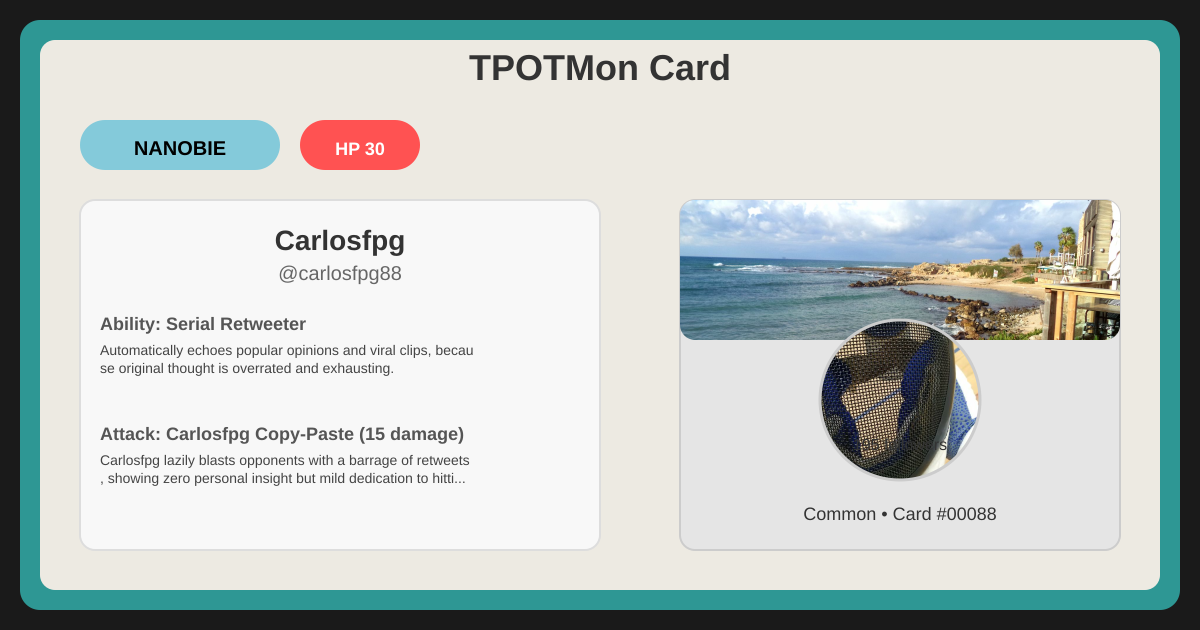 TPOTMon Card
NANOBIE
HP 30
Carlosfpg
@carlosfpg88
Ability: Serial Retweeter
Automatically echoes popular opinions and viral clips, becau
se original thought is overrated and exhausting.
Attack: Carlosfpg Copy-Paste (15 damage)
Carlosfpg lazily blasts opponents with a barrage of retweets
, showing zero personal insight but mild dedication to hitti...
Common • Card #00088